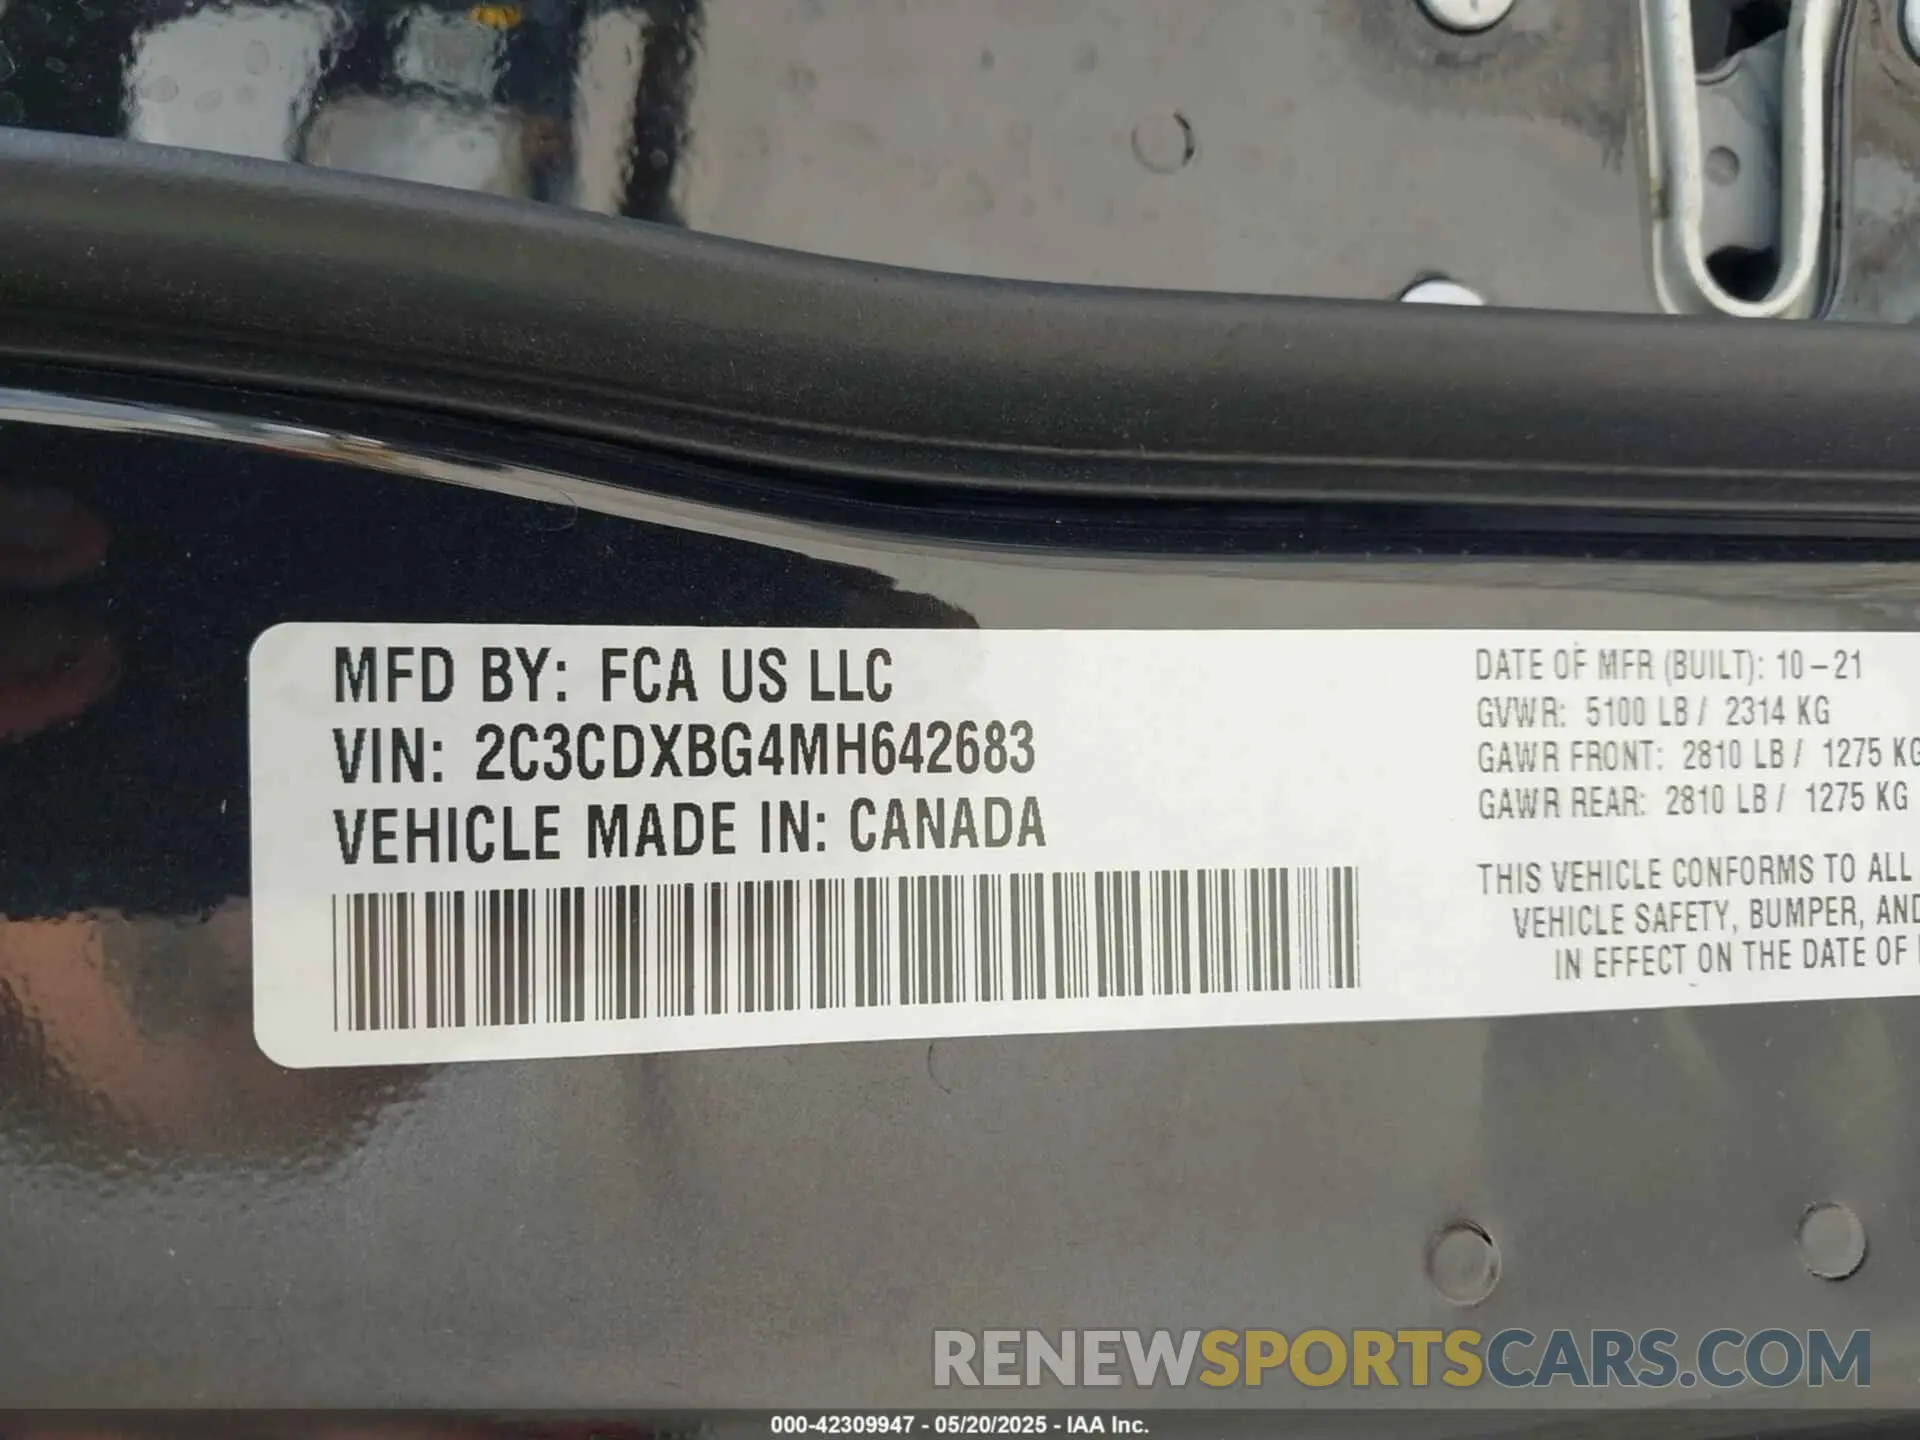 MFD BY: FCA US LLC
VIN: 2C3CDXBG4MH642683
VEHICLE MADE IN: CANADA
DATE OF MFR (BUILT): 10-21
GVWR: 5100 LB / 2314 KG
GAWR FRONT: 2810 LB / 1275 KG
GAWR REAR: 2810 LB / 1275 KG
THIS VEHICLE CONFORMS TO ALL
VEHICLE SAFETY, BUMPER, AND
IN EFFECT ON THE DATE OF
RENEWSPORTSCARS.COM
000-42309947 - 05/20/2025 - IAA Inc.